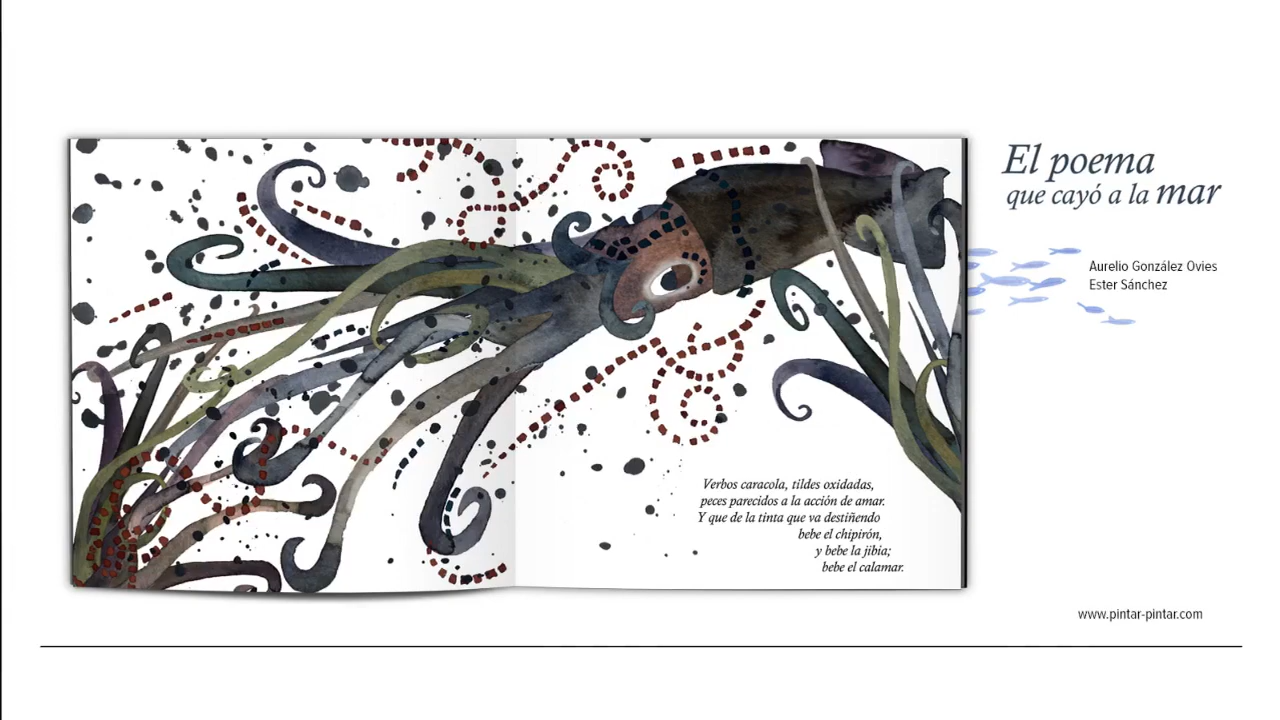 El poema
que cayó a la mar
Aurelio González Ovies
Ester Sánchez
Verbos caracola, tildes oxidadas,
peces parecidos a la acción de amar.
Y que de la tinta que va destiñendo
bebe el chipirón,
y bebe la jibia;
bebe el calamar.
www.pintar-pintar.com